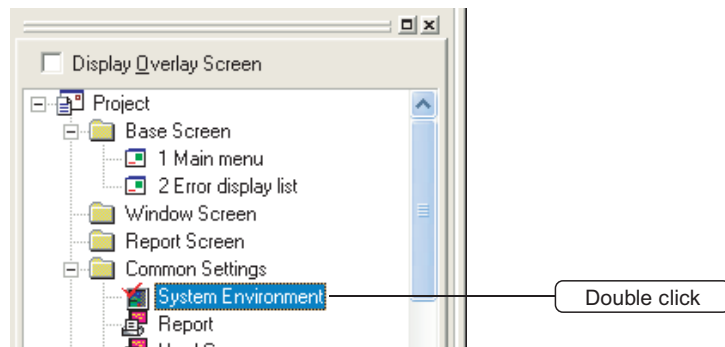 Display Overlay Screen
Project
Base Screen
1 Main menu
2 Error display list
Window Screen
Report Screen
Common Settings
System Environment
Double click
Report